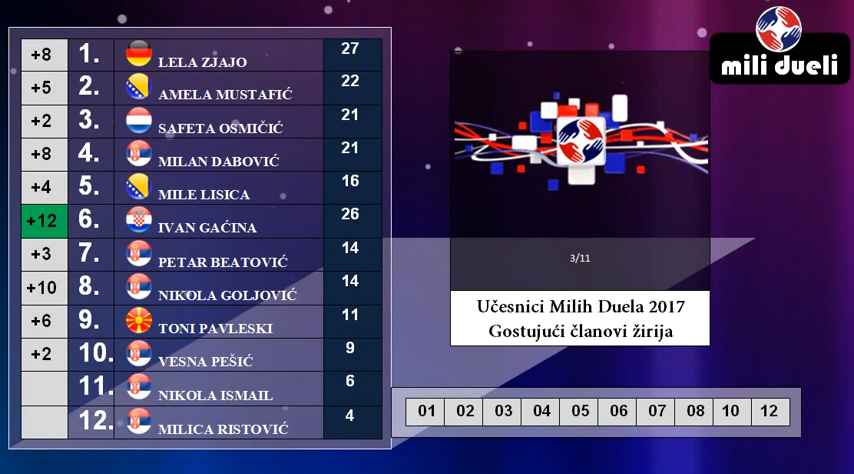 mili dueli
+8 1. LELA ZJAJO 27
+5 2. AMELA MUSTAFIĆ 22
+2 3. SAFETA OSMIČIĆ 21
+8 4. MILAN DABOVIĆ 21
+4 5. MILE LISICA 16
+12 6. IVAN GAĆINA 26
+3 7. PETAR BEATOVIĆ 14
+10 8. NIKOLA GOLJOVIĆ 14
+6 9. TONI PAVLESKI 11
+2 10. VESNA PEŠIĆ 9
11. NIKOLA ISMAIL 6
12. MILICA RISTOVIĆ 4
3/11
Učesnici Milih Duela 2017
Gostujući članovi žirija
01 02 03 04 05 06 07 08 10 12